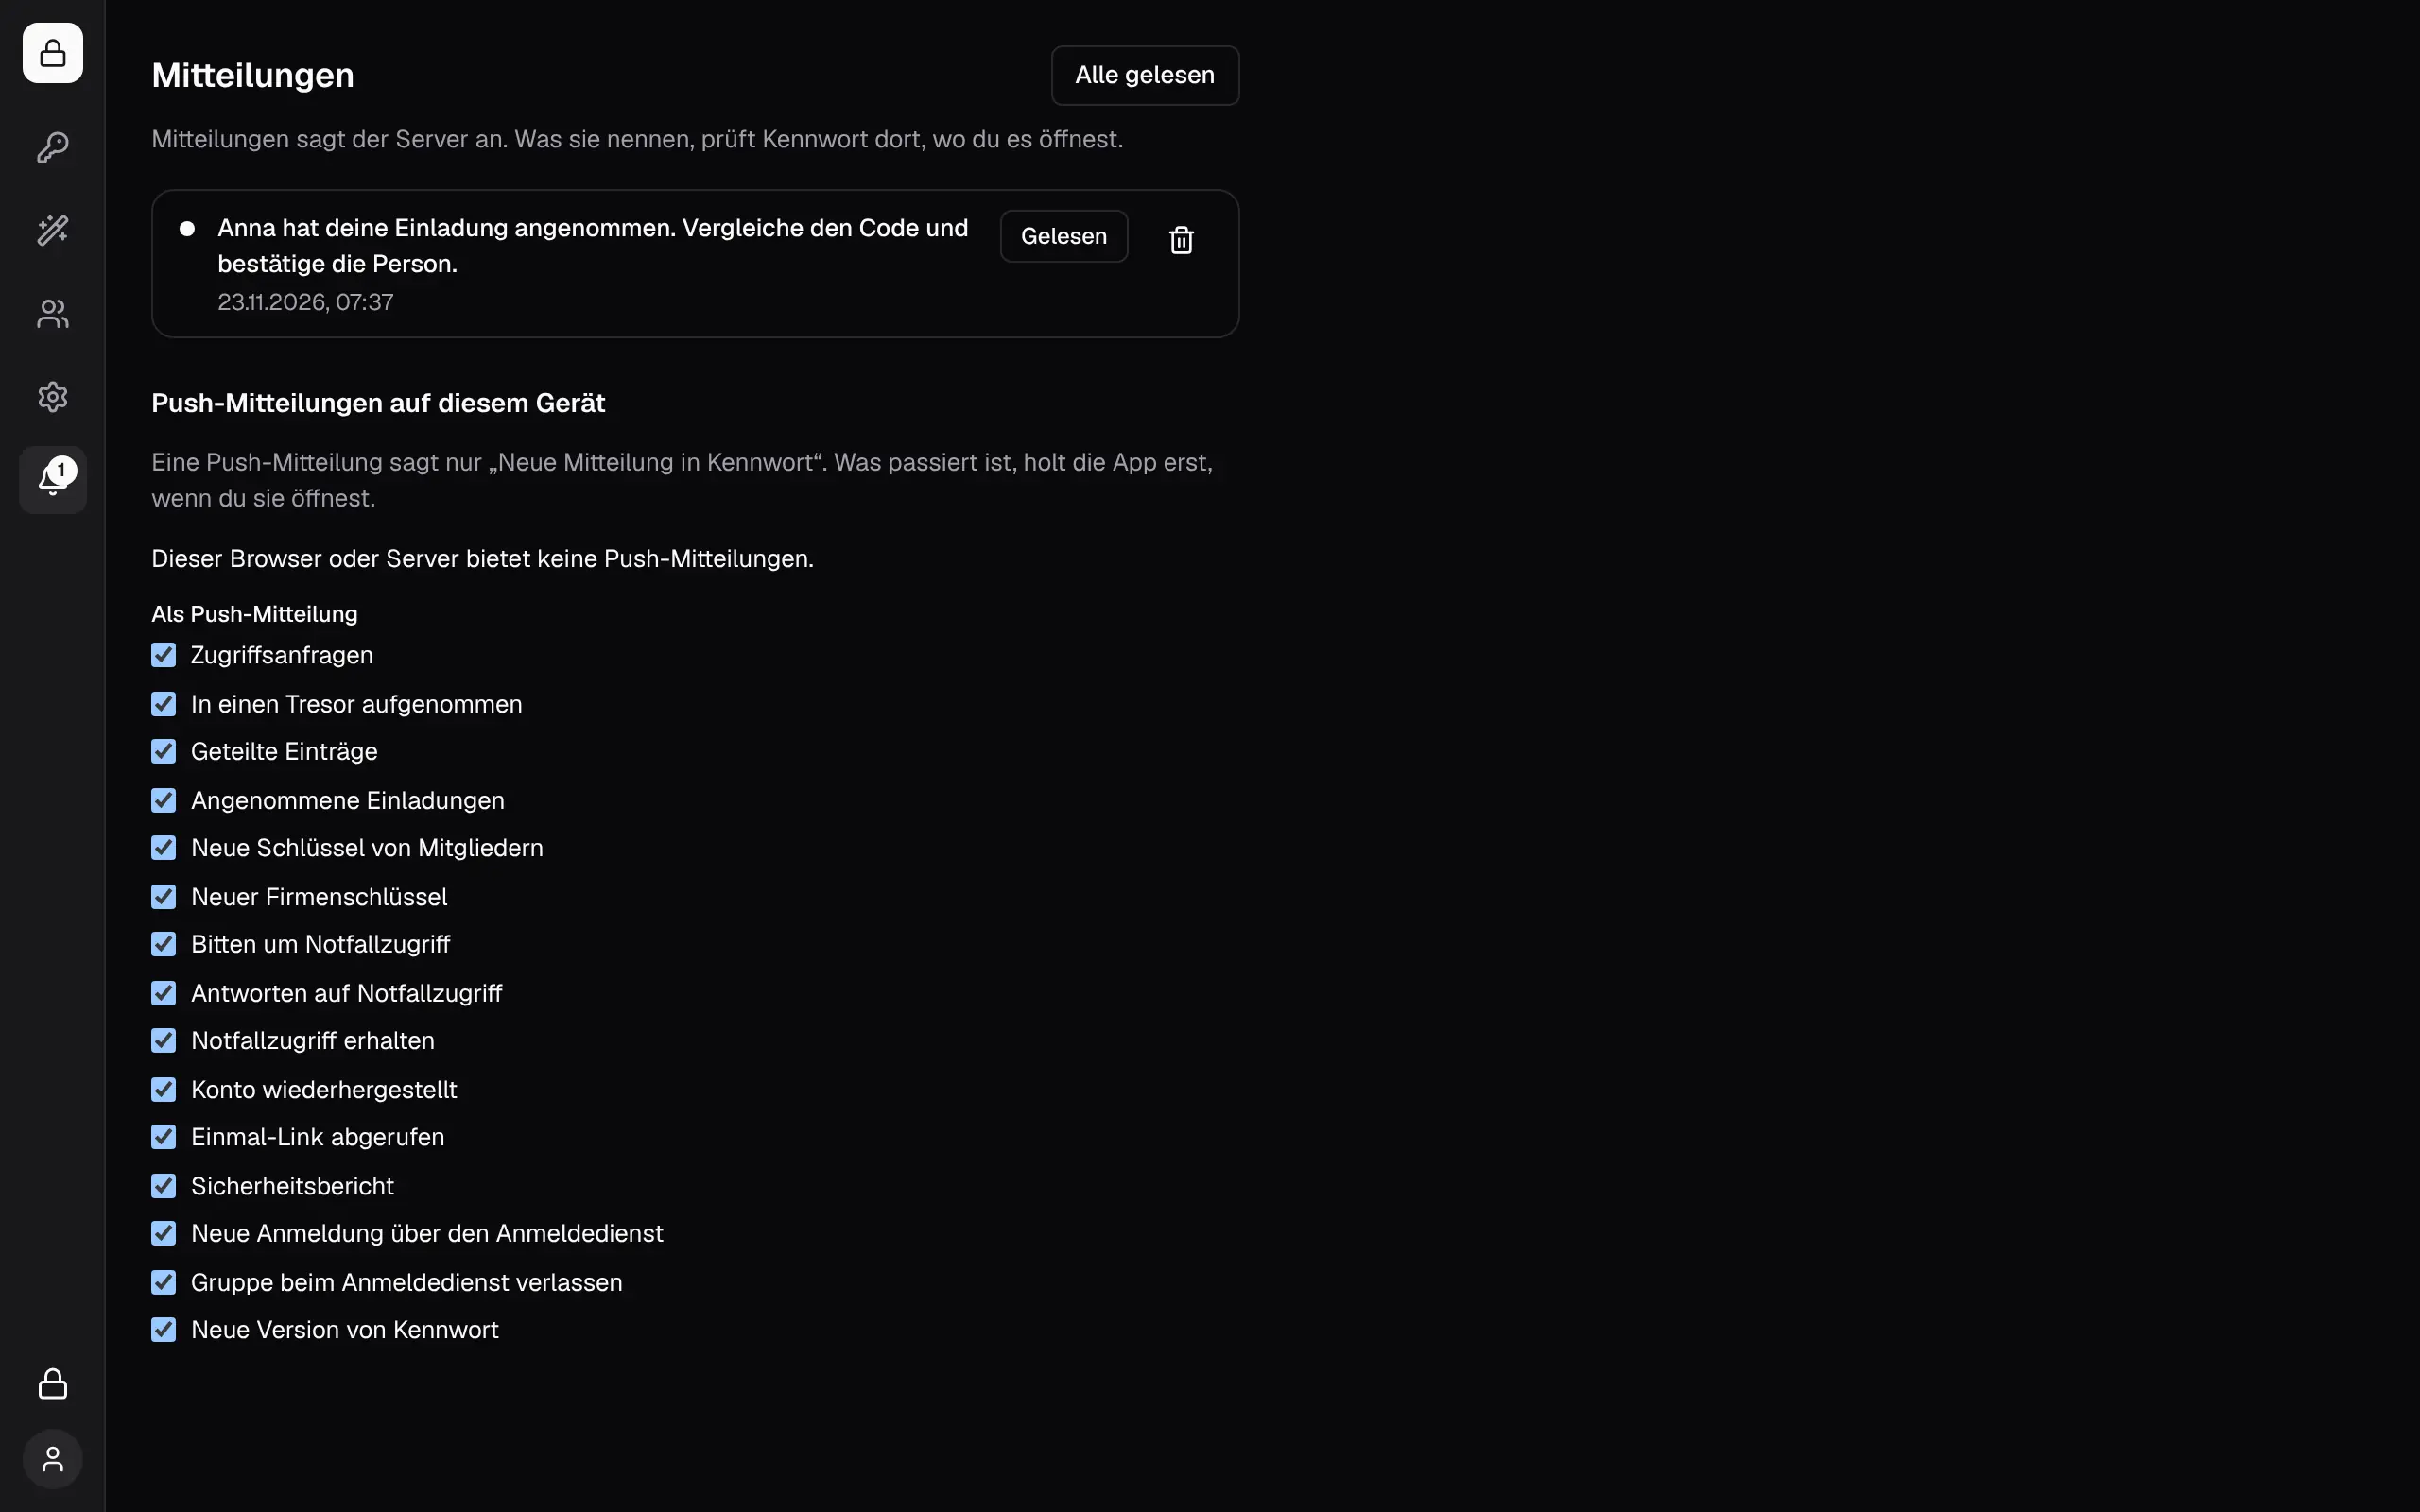 Mitteilungen
Alle gelesen
Mitteilungen sagt der Server an. Was sie nennen, prüft Kennwort dort, wo du es öffnest.
Anna hat deine Einladung angenommen. Vergleiche den Code und
bestätige die Person.
Gelesen
23.11.2026, 07:37
1
Push-Mitteilungen auf diesem Gerät
Eine Push-Mitteilung sagt nur „Neue Mitteilung in Kennwort“. Was passiert ist, holt die App erst,
wenn du sie öffnest.
Dieser Browser oder Server bietet keine Push-Mitteilungen.
Als Push-Mitteilung
Zugriffsanfragen
In einen Tresor aufgenommen
Geteilte Einträge
Angenommene Einladungen
Neue Schlüssel von Mitgliedern
Neuer Firmenschlüssel
Bitten um Notfallzugriff
Antworten auf Notfallzugriff
Notfallzugriff erhalten
Konto wiederhergestellt
Einmal-Link abgerufen
Sicherheitsbericht
Neue Anmeldung über den Anmeldedienst
Gruppe beim Anmeldedienst verlassen
Neue Version von Kennwort